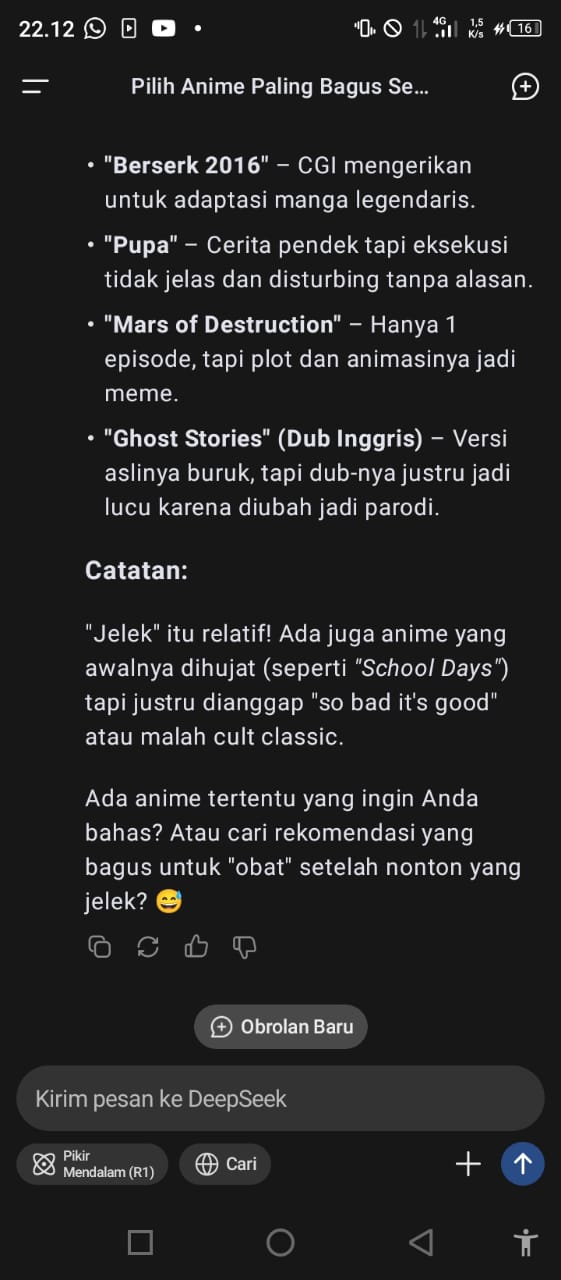 22.12
4G
1,5
K/s
16
Pilih Anime Paling Bagus Se...
• "Berserk 2016" – CGI mengerikan
untuk adaptasi manga legendaris.
• "Pupa" – Cerita pendek tapi eksekusi
tidak jelas dan disturbing tanpa alasan.
• "Mars of Destruction" – Hanya 1
episode, tapi plot dan animasinya jadi
meme.
• "Ghost Stories" (Dub Inggris) – Versi
aslinya buruk, tapi dub-nya justru jadi
lucu karena diubah jadi parodi.
Catatan:
"Jelek" itu relatif! Ada juga anime yang
awalnya dihujat (seperti "School Days")
tapi justru dianggap "so bad it's good"
atau malah cult classic.
Ada anime tertentu yang ingin Anda
bahas? Atau cari rekomendasi yang
bagus untuk "obat" setelah nonton yang
jelek? 😅
Obrolan Baru
Kirim pesan ke DeepSeek
Pikir
Mendalam (R1)
Cari